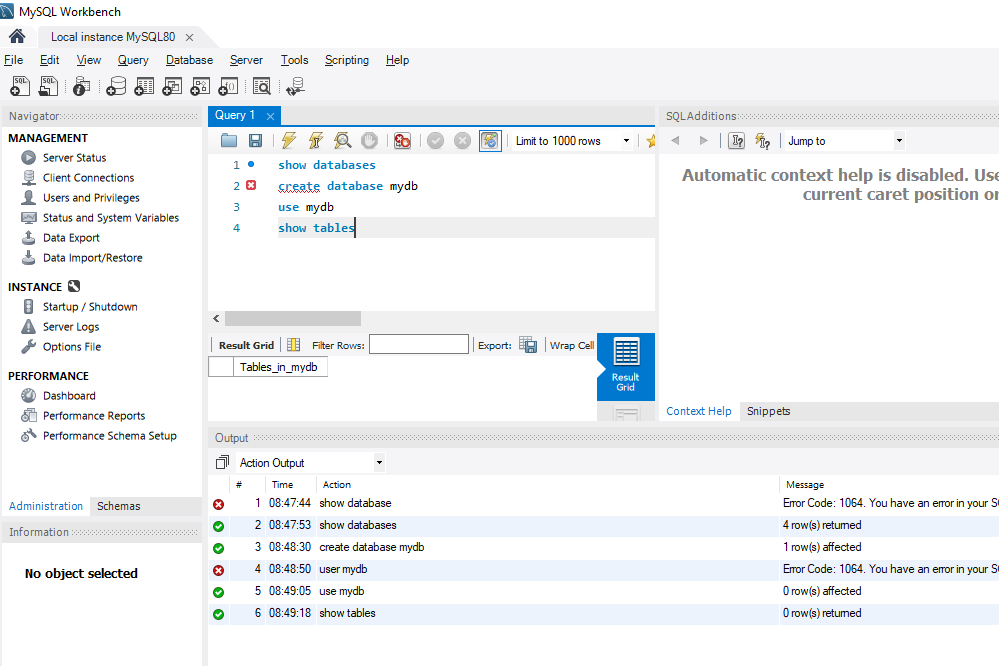 MySQL Workbench
Local instance MySQL80
File Edit View Query Database Server Tools Scripting Help
Navigator
MANAGEMENT
Server Status
Client Connections
Users and Privileges
Status and System Variables
Data Export
Data Import/Restore
INSTANCE
Startup / Shutdown
Server Logs
Options File
PERFORMANCE
Dashboard
Performance Reports
Performance Schema Setup
Administration Schemas
Information
No object selected
Query 1
Limit to 1000 rows
1 show databases
2 create database mydb
3 use mydb
4 show tables
Result Grid Filter Rows: Export: Wrap Cell
Tables_in_mydb
Result
Grid
SQLAdditions
Jump to
Automatic context help is disabled. Use
current caret position or
Context Help Snippets
Output
Action Output
# Time Action Message
1 08:47:44 show database Error Code: 1064. You have an error in your SQ
2 08:47:53 show databases 4 row(s) returned
3 08:48:30 create database mydb 1 row(s) affected
4 08:48:50 user mydb Error Code: 1064. You have an error in your SQ
5 08:49:05 use mydb 0 row(s) affected
6 08:49:18 show tables 0 row(s) returned